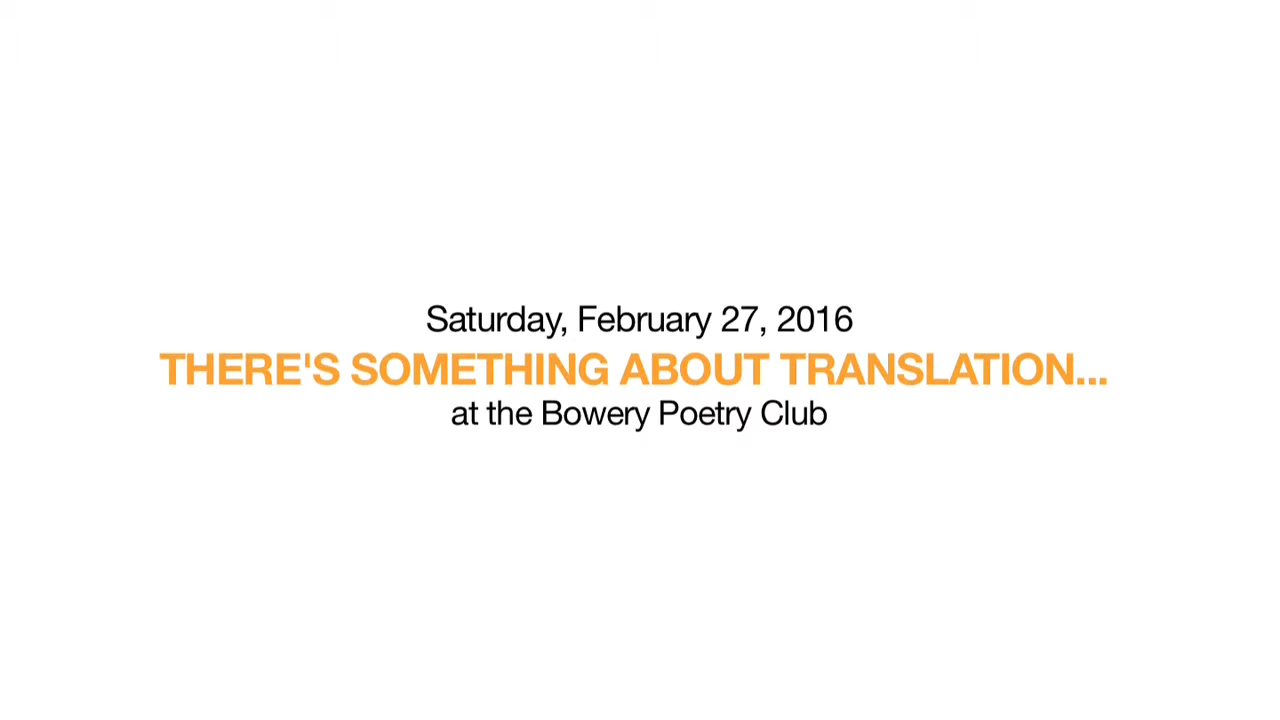 Saturday, February 27, 2016
THERE'S SOMETHING ABOUT TRANSLATION...
at the Bowery Poetry Club